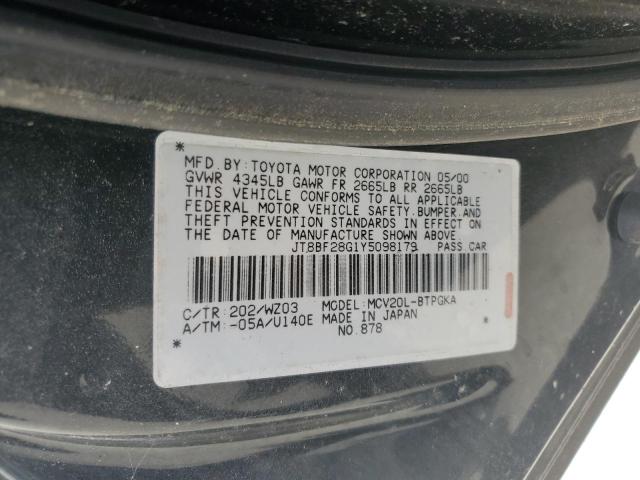 MFD. BY: TOYOTA MOTOR CORPORATION 05/00
GVWR 4345LB GAWR FR 2665LB RR 2665LB
THIS VEHICLE CONFORMS TO ALL APPLICABLE
FEDERAL MOTOR VEHICLE SAFETY, BUMPER, AND
THEFT PREVENTION STANDARDS IN EFFECT ON
THE DATE OF MANUFACTURE SHOWN ABOVE
JT8BF28G1Y5098179 PASS. CAR
C/TR: 202/WZ03 MODEL: MCV20L-BTPGKA
A/TM: -05A/U140E MADE IN JAPAN
NO. 878